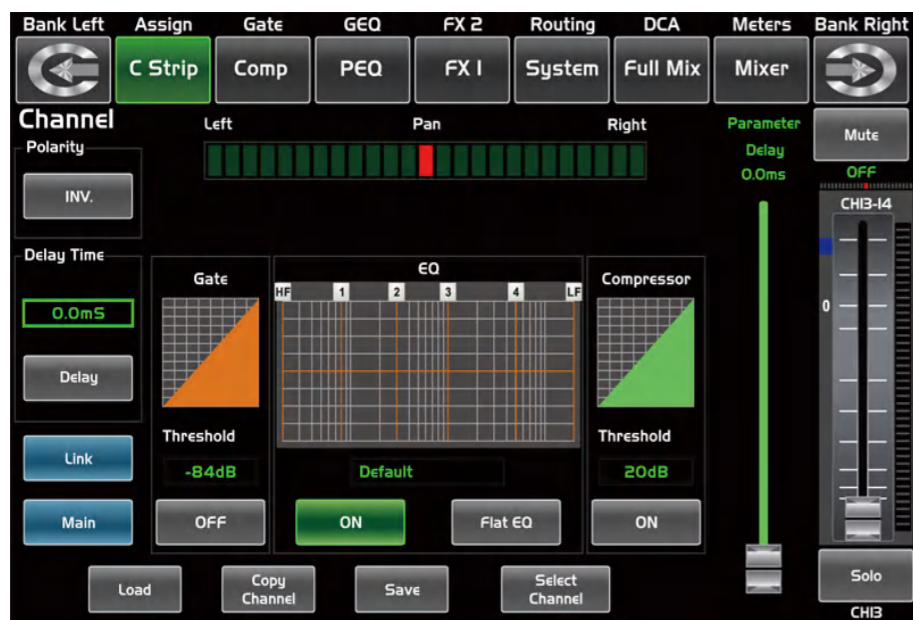 Bank Left Assign Gate GEQ FX 2 Routing DCA Meters Bank Right
C Strip Comp PEQ FX 1 System Full Mix Mixer
Channel
Left Pan Right
Parameter
Delay
0.0ms
Mute
OFF
CH13-14
Polarity
INV.
Delay Time
0.0mS
Delay
Link
Main
Gate
Threshold
-84dB
OFF
EQ
HF 1 2 3 4 LF
Default
ON Flat EQ
Compressor
Threshold
20dB
ON
0
Load
Copy
Channel
Save
Select
Channel
Solo
CH13